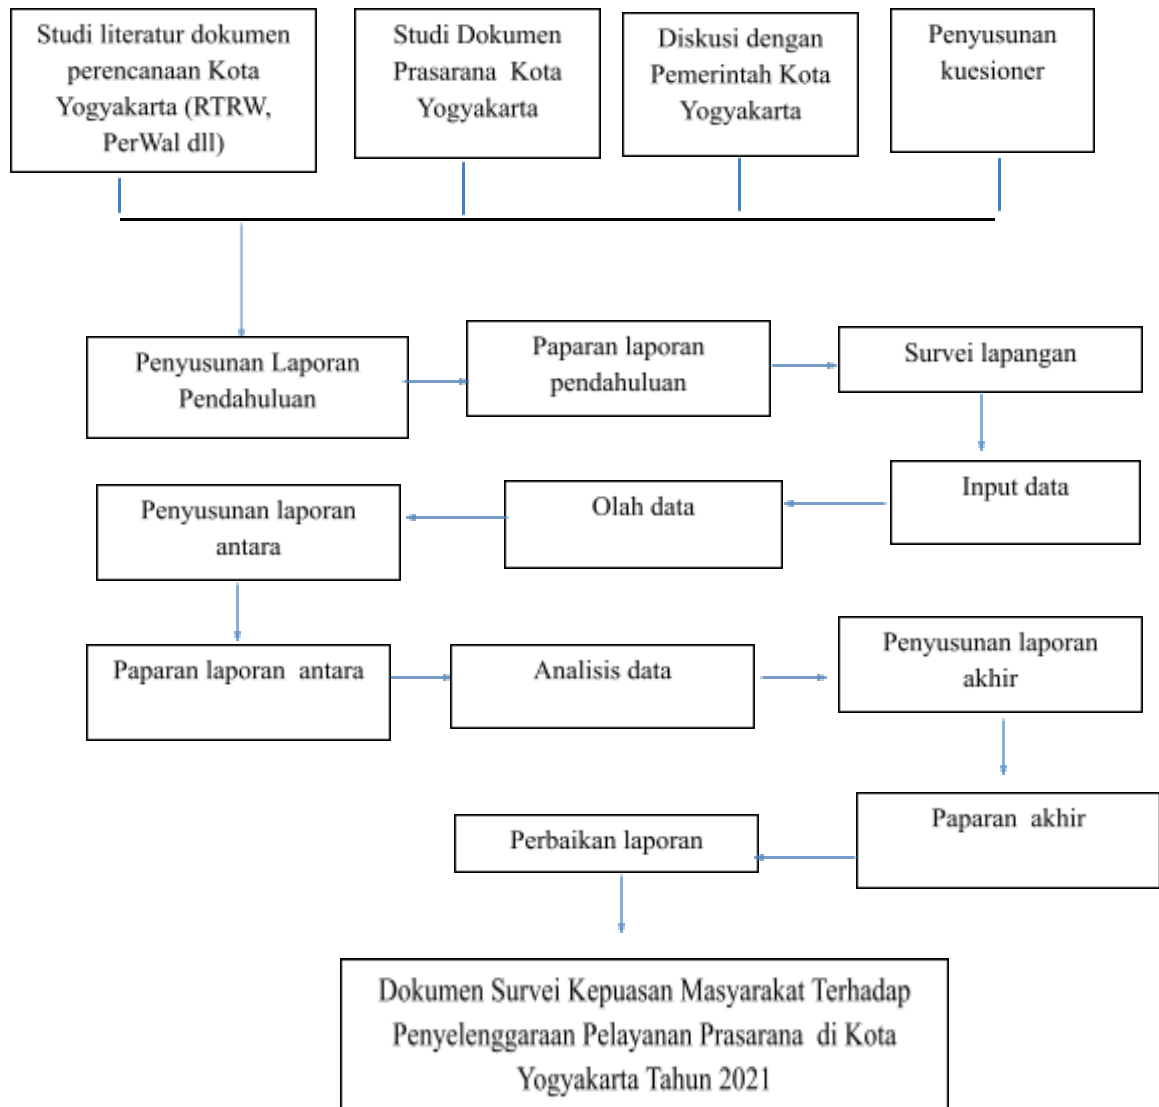 Studi literatur dokumen
perencanaan Kota
Yogyakarta (RTRW,
PerWal dll)
Studi Dokumen
Prasarana Kota
Yogyakarta
Diskusi dengan
Pemerintah Kota
Yogyakarta
Penyusunan
kuesioner
Penyusunan Laporan
Pendahuluan
Paparan laporan
pendahuluan
Survei lapangan
Input data
Olah data
Penyusunan laporan
antara
Paparan laporan antara
Analisis data
Penyusunan laporan
akhir
Paparan akhir
Perbaikan laporan
Dokumen Survei Kepuasan Masyarakat Terhadap
Penyelenggaraan Pelayanan Prasarana di Kota
Yogyakarta Tahun 2021